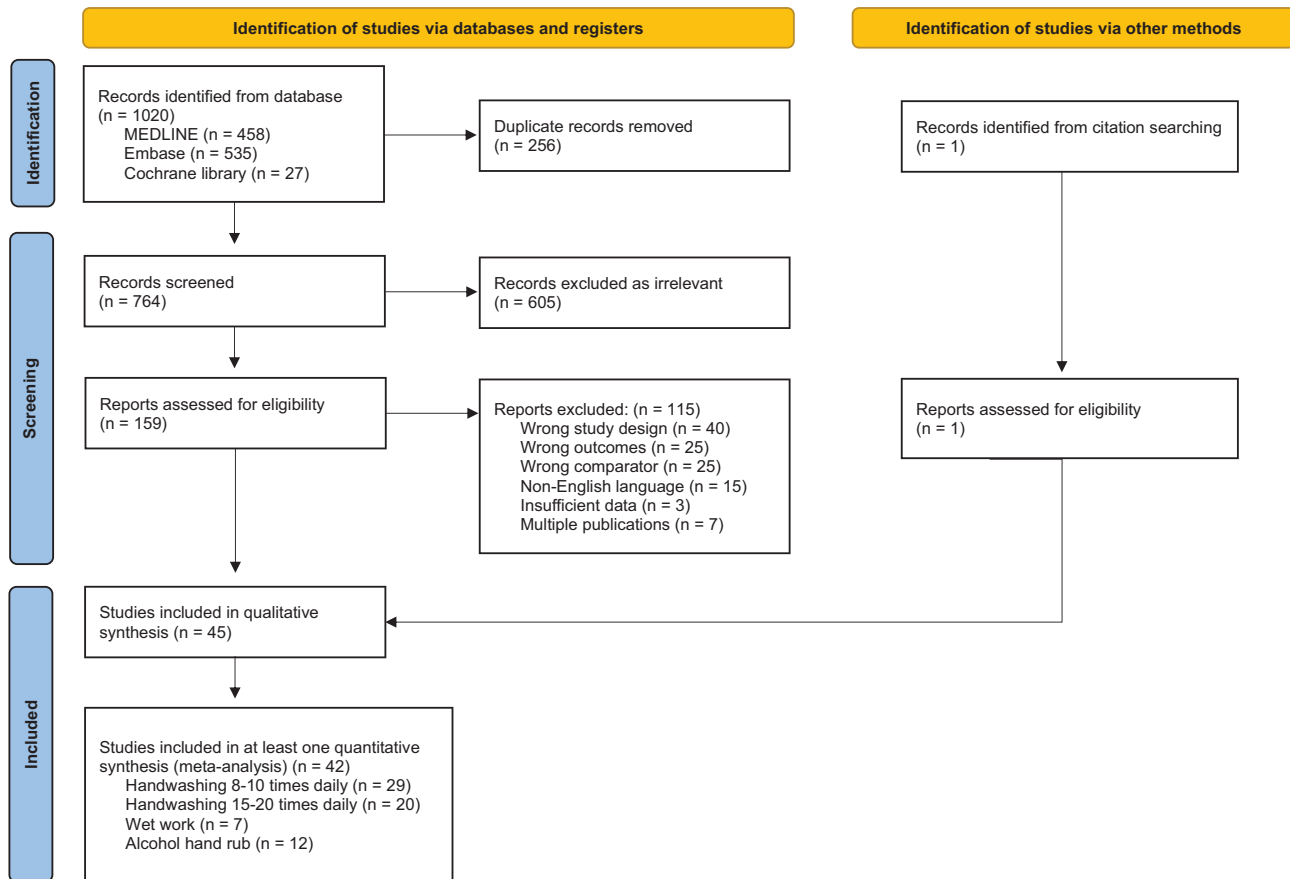 Identification of studies via databases and registers
Identification of studies via other methods
Identification
Records identified from database
(n = 1020)
MEDLINE (n = 458)
Embase (n = 535)
Cochrane library (n = 27)
Duplicate records removed
(n = 256)
Records identified from citation searching
(n = 1)
Screening
Records screened
(n = 764)
Records excluded as irrelevant
(n = 605)
Reports assessed for eligibility
(n = 159)
Reports excluded: (n = 115)
Wrong study design (n = 40)
Wrong outcomes (n = 25)
Wrong comparator (n = 25)
Non-English language (n = 15)
Insufficient data (n = 3)
Multiple publications (n = 7)
Reports assessed for eligibility
(n = 1)
Included
Studies included in qualitative
synthesis (n = 45)
Studies included in at least one quantitative
synthesis (meta-analysis) (n = 42)
Handwashing 8-10 times daily (n = 29)
Handwashing 15-20 times daily (n = 20)
Wet work (n = 7)
Alcohol hand rub (n = 12)